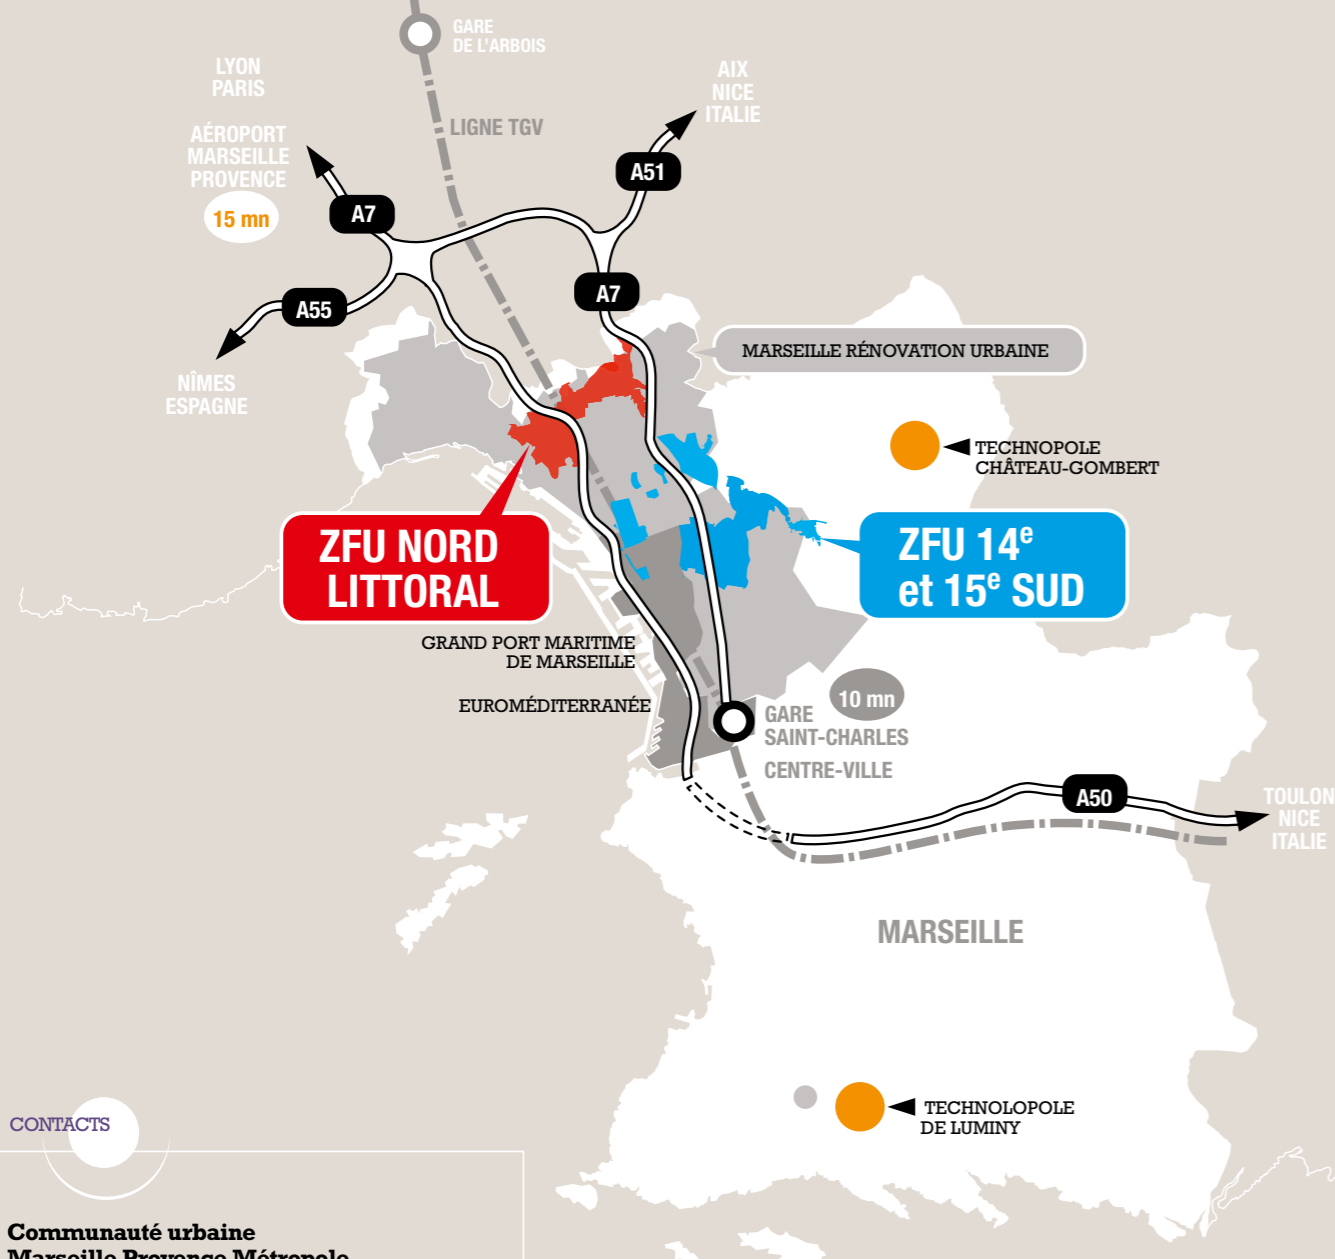 GARE
DE L'ARBOIS
LYON
PARIS
AIX
NICE
ITALIE
AÉROPORT
MARSEILLE
PROVENCE
15 mn
LIGNE TGV
A51
A7
A7
A55
NÎMES
ESPAGNE
MARSEILLE RÉNOVATION URBAINE
TECHNOPOLE
CHÂTEAU-GOMBERT
ZFU NORD
LITTORAL
ZFU 14e
et 15e SUD
GRAND PORT MARITIME
DE MARSEILLE
EUROMÉDITERRANÉE
10 mn
GARE
SAINT-CHARLES
CENTRE-VILLE
A50
TOULON
NICE
ITALIE
MARSEILLE
TECHNOLOPOLE
DE LUMINY
CONTACTS
Communauté urbaine
Marseille Provence Métropole